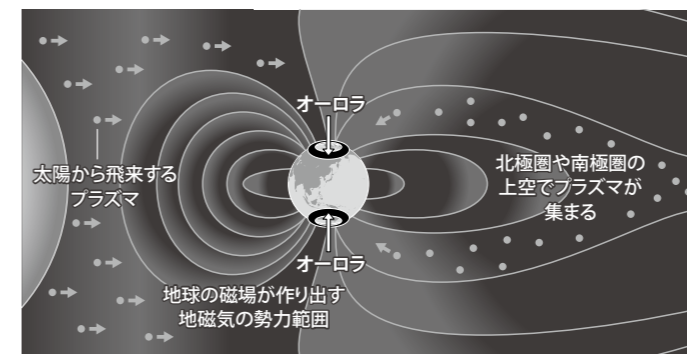 オーロラ
太陽から飛来する
プラズマ
北極圏や南極圏の
上空でプラズマが
集まる
オーロラ
地球の磁場が作り出す
地磁気の勢力範囲